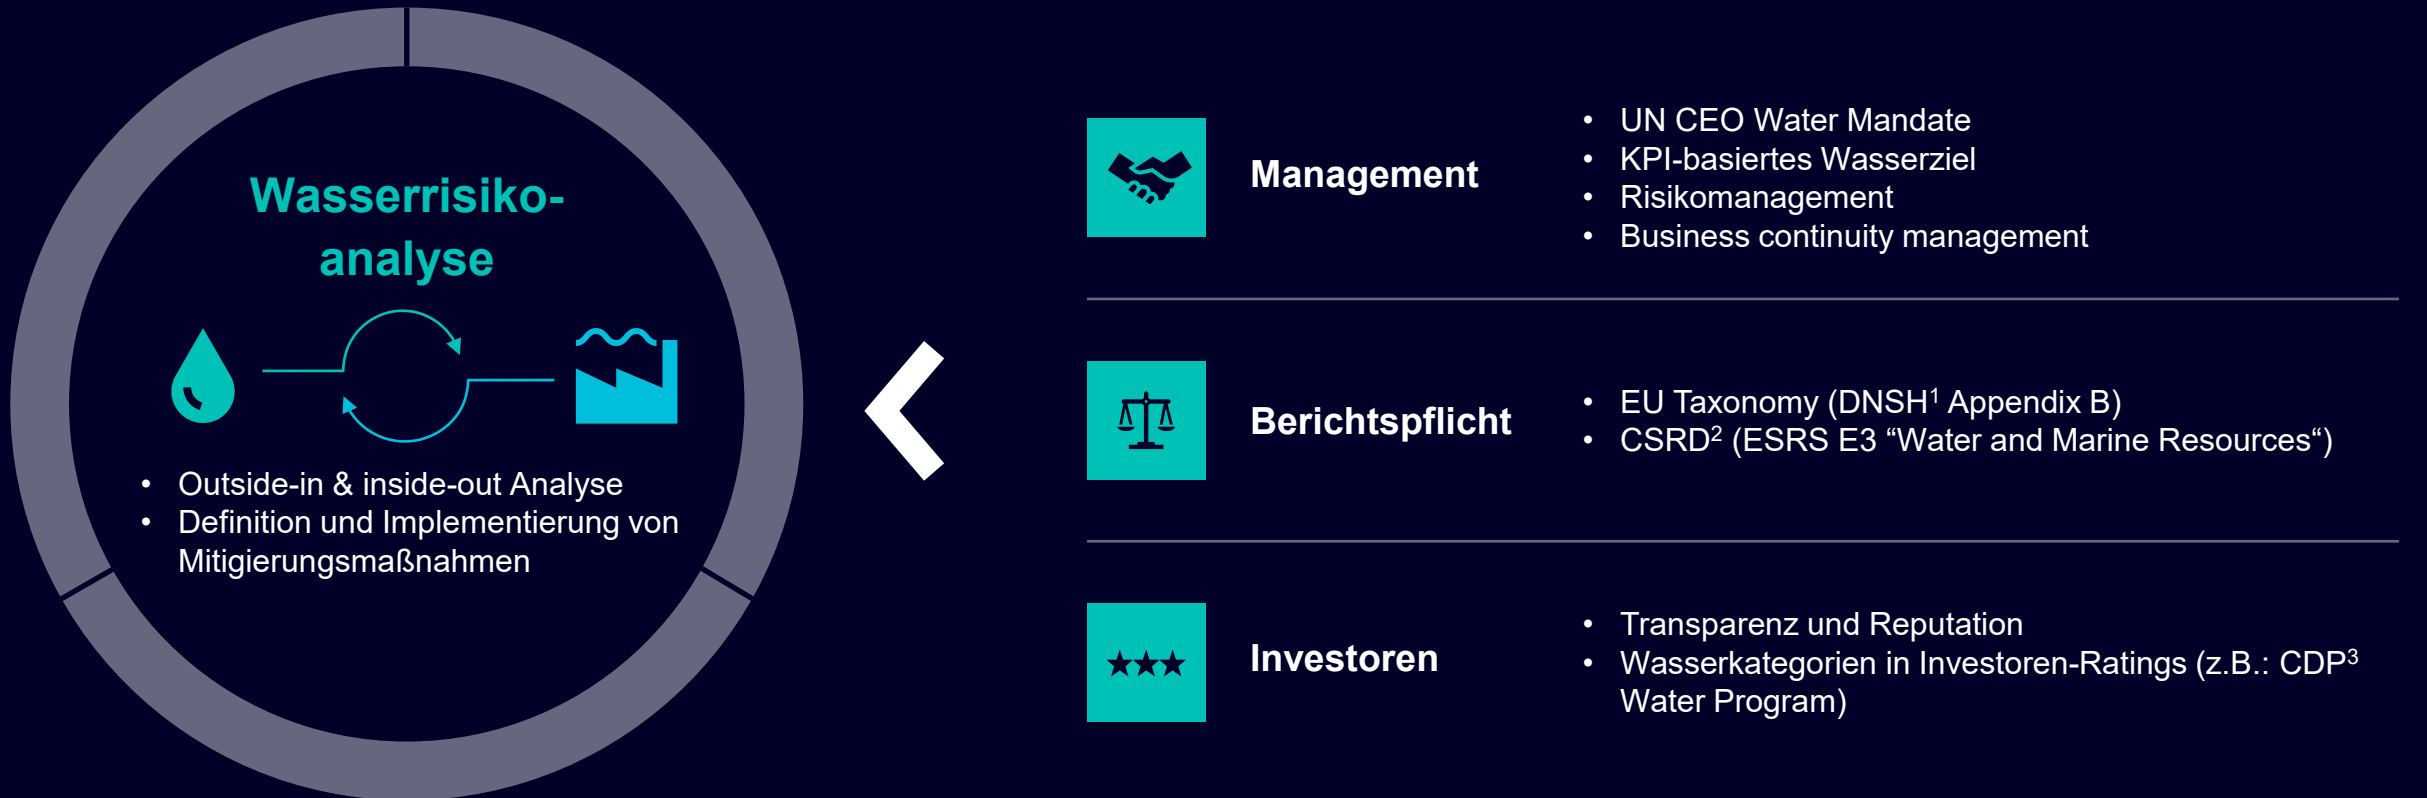 Wasserrisiko-
analyse
• Outside-in & inside-out Analyse
• Definition und Implementierung von
Mitigierungsmaßnahmen
Management
• UN CEO Water Mandate
• KPI-basiertes Wasserziel
• Risikomanagement
• Business continuity management
Berichtspflicht
• EU Taxonomy (DNSH¹ Appendix B)
• CSRD² (ESRS E3 “Water and Marine Resources“)
Investoren
• Transparenz und Reputation
• Wasserkategorien in Investoren-Ratings (z.B.: CDP³
Water Program)